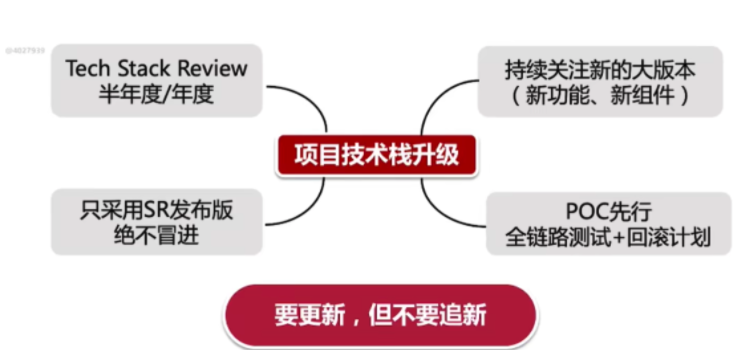 @4027939
Tech Stack Review
半年度/年度
持续关注新的大版本
（新功能、新组件）
项目技术栈升级
只采用SR发布版
绝不冒进
POC先行
全链路测试+回滚计划
要更新，但不要追新